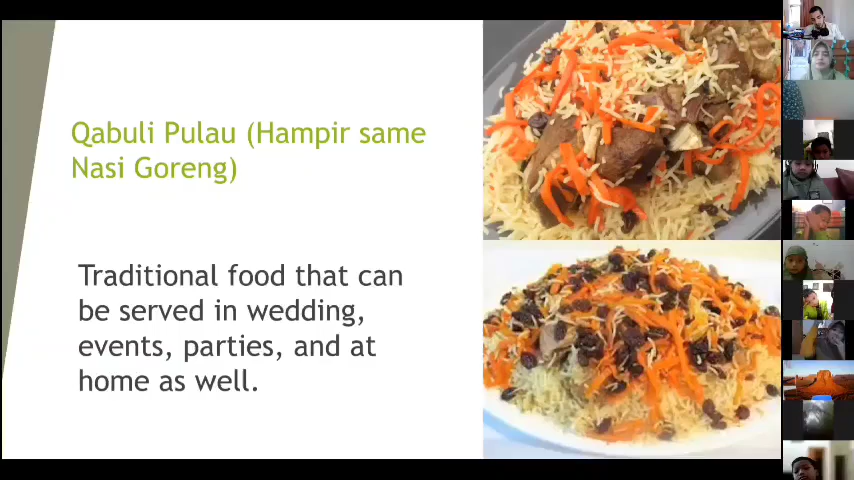 Qabuli Pulau (Hampir same
Nasi Goreng)
Traditional food that can
be served in wedding,
events, parties, and at
home as well.